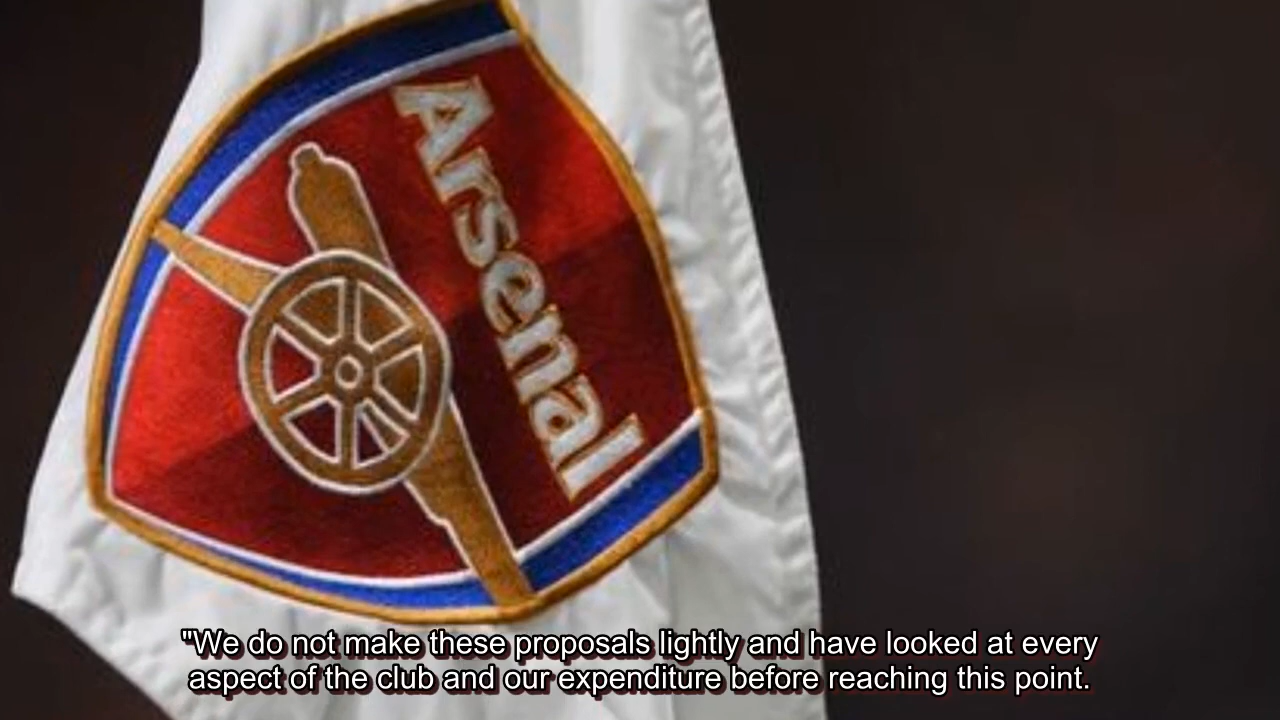 Arsenal
"We do not make these proposals lightly and have looked at every
aspect of the club and our expenditure before reaching this point.